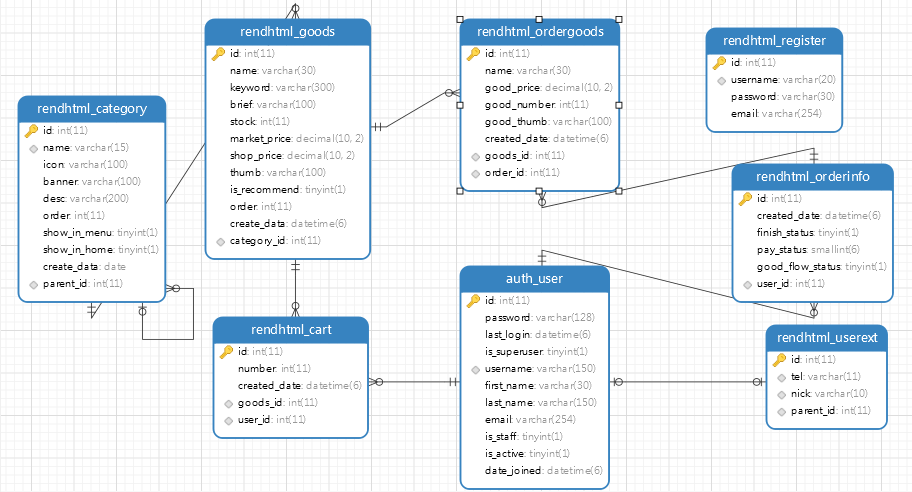 rendhtml_goods
id: int(11)
name: varchar(30)
keyword: varchar(300)
brief: varchar(100)
stock: int(11)
market_price: decimal(10, 2)
shop_price: decimal(10, 2)
thumb: varchar(100)
is_recommend: tinyint(1)
order: int(11)
create_data: datetime(6)
category_id: int(11)
rendhtml_ordergoods
id: int(11)
name: varchar(30)
good_price: decimal(10, 2)
good_number: int(11)
good_thumb: varchar(100)
created_date: datetime(6)
goods_id: int(11)
order_id: int(11)
rendhtml_register
id: int(11)
username: varchar(20)
password: varchar(30)
email: varchar(254)
rendhtml_category
id: int(11)
name: varchar(15)
icon: varchar(100)
banner: varchar(100)
desc: varchar(200)
order: int(11)
show_in_menu: tinyint(1)
show_in_home: tinyint(1)
create_data: date
parent_id: int(11)
rendhtml_orderinfo
id: int(11)
created_date: datetime(6)
finish_status: tinyint(1)
pay_status: smallint(6)
good_flow_status: tinyint(1)
user_id: int(11)
rendhtml_cart
id: int(11)
number: int(11)
created_date: datetime(6)
goods_id: int(11)
user_id: int(11)
auth_user
id: int(11)
password: varchar(128)
last_login: datetime(6)
is_superuser: tinyint(1)
username: varchar(150)
first_name: varchar(30)
last_name: varchar(150)
email: varchar(254)
is_staff: tinyint(1)
is_active: tinyint(1)
date_joined: datetime(6)
rendhtml_userext
id: int(11)
tel: varchar(11)
nick: varchar(10)
parent_id: int(11)